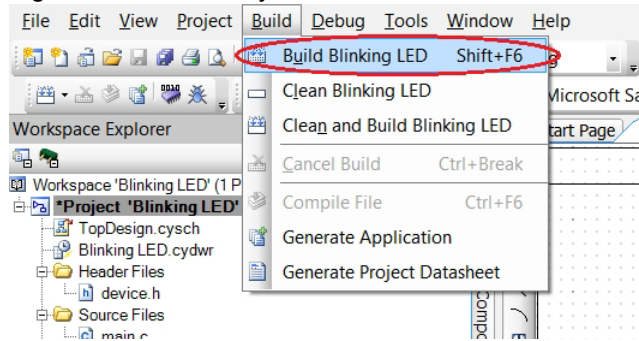 File Edit View Project Build Debug Tools Window Help
Build Blinking LED Shift+F6
Clean Blinking LED
Microsoft Sa
Workspace Explorer
Clean and Build Blinking LED
tart Page
Cancel Build Ctrl+Break
Workspace 'Blinking LED' (1 P
*Project 'Blinking LED'
Compile File Ctrl+F6
TopDesign.cysch
Generate Application
Blinking LED.cydwr
Header Files
Generate Project Datasheet
device.h
Source Files
main.c
Compo